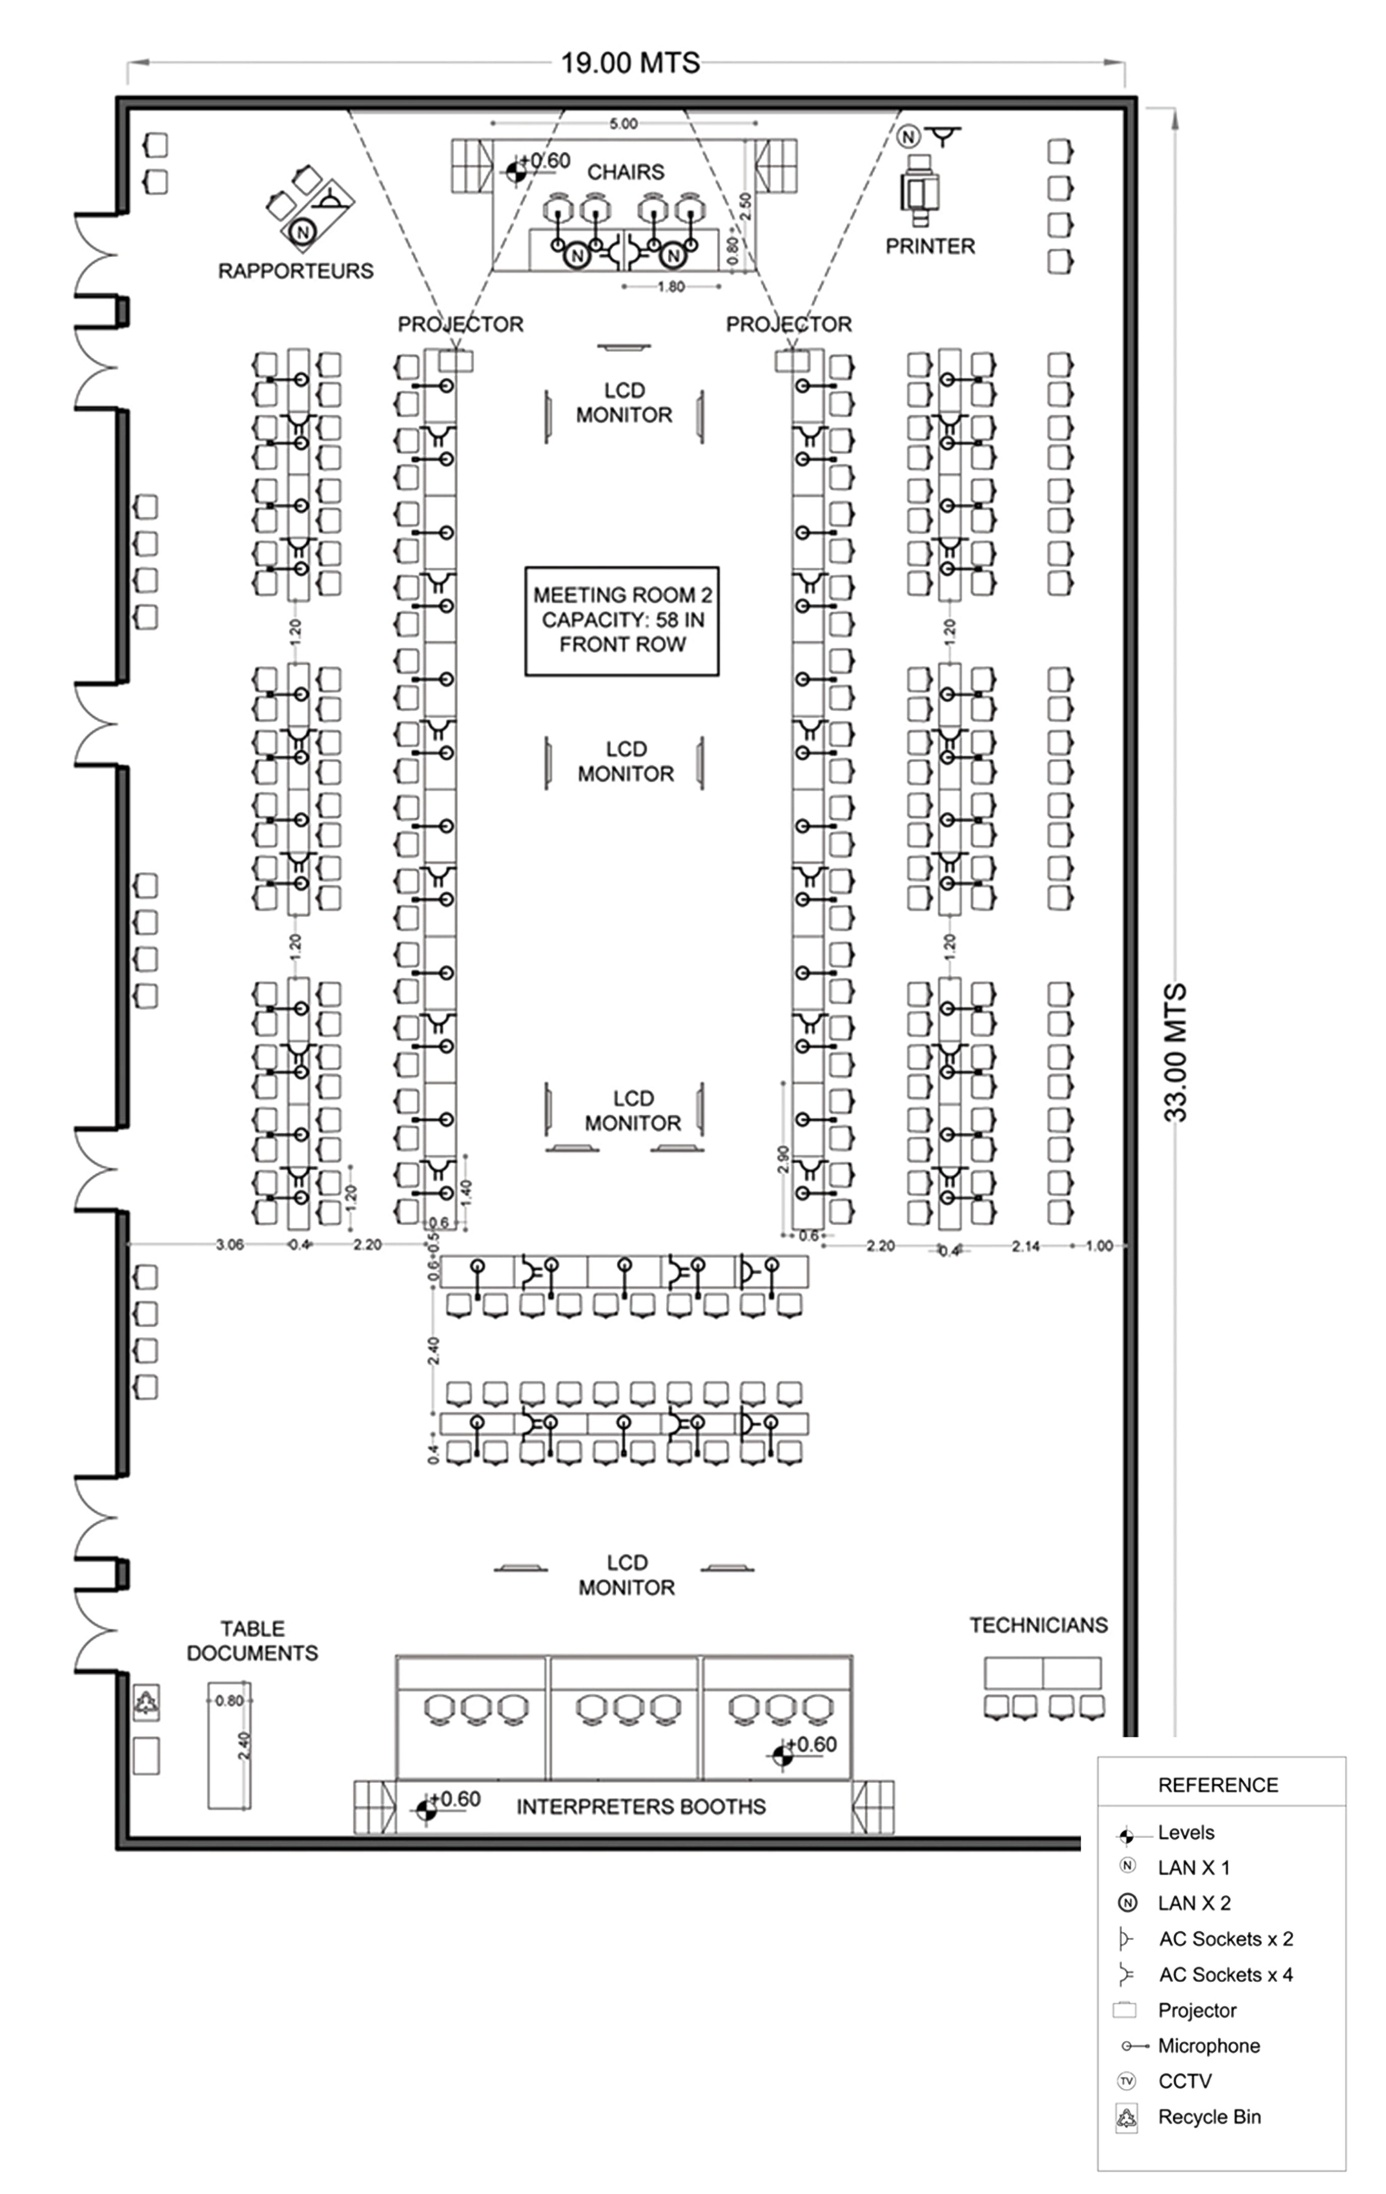 19.00 MTS
5.00
+0.60
CHAIRS
N
2.50
PRINTER
N
N
N
0.80
RAPPORTEURS
1.80
PROJECTOR
PROJECTOR
LCD
MONITOR
MEETING ROOM 2
CAPACITY: 58 IN
FRONT ROW
1.20
1.20
LCD
MONITOR
1.20
1.20
33.00 MTS
LCD
MONITOR
2.90
1.20
1.40
0.6
0.6
3.06
0.4
2.20
0.5
2.20
0.4
2.14
1.00
0.6
2.40
0.4
LCD
MONITOR
TABLE
DOCUMENTS
TECHNICIANS
0.80
2.40
+0.60
+0.60
INTERPRETERS BOOTHS
REFERENCE
Levels
N LAN X 1
N LAN X 2
AC Sockets x 2
AC Sockets x 4
Projector
Microphone
TV CCTV
Recycle Bin